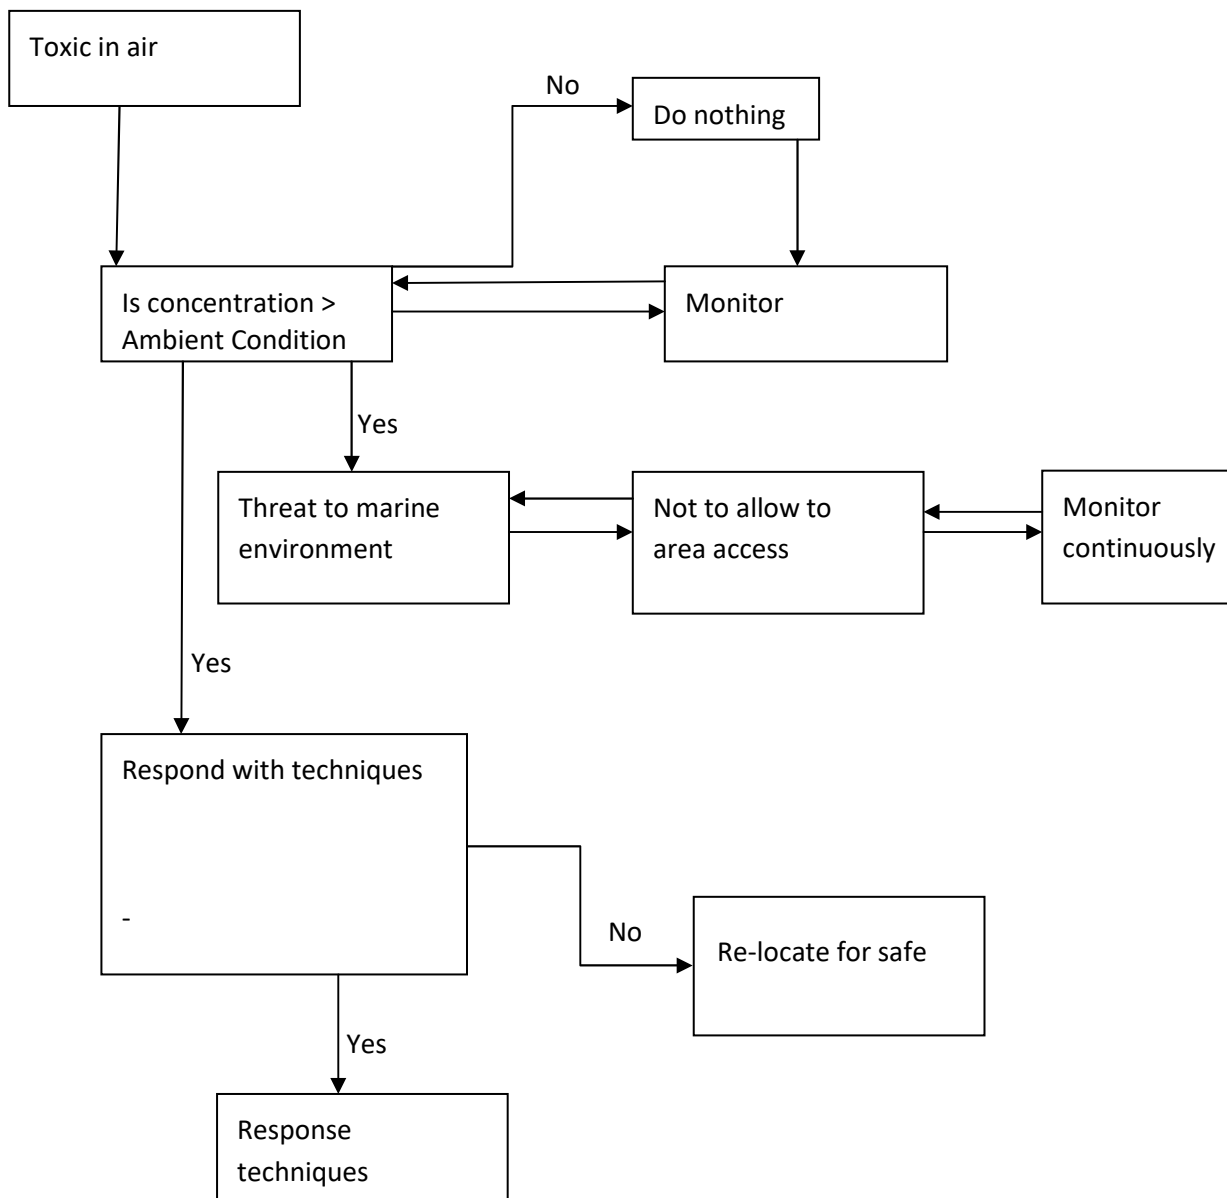 Toxic in air
No
Do nothing
Is concentration >
Ambient Condition
Monitor
Yes
Threat to marine
environment
Not to allow to
area access
Monitor
continuously
Yes
Respond with techniques
-
No
Re-locate for safe
Yes
Response
techniques